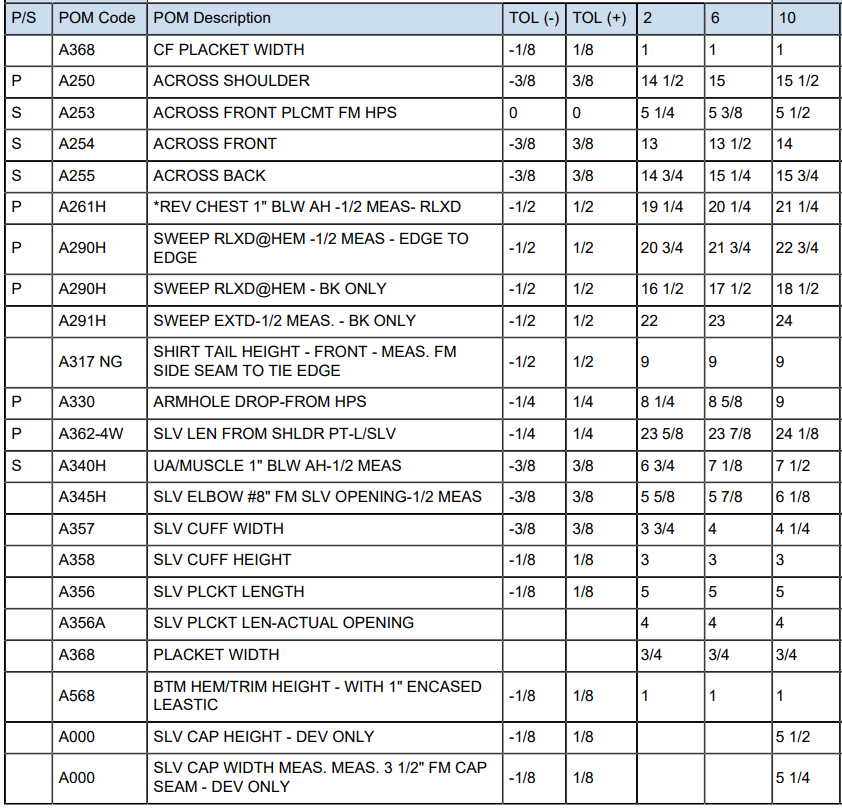 P/S POM Code POM Description TOL (-) TOL (+) 2 6 10
A368 CF PLACKET WIDTH -1/8 1/8 1 1 1
P A250 ACROSS SHOULDER -3/8 3/8 14 1/2 15 15 1/2
S A253 ACROSS FRONT PLCMT FM HPS 0 0 5 1/4 5 3/8 5 1/2
S A254 ACROSS FRONT -3/8 3/8 13 13 1/2 14
S A255 ACROSS BACK -3/8 3/8 14 3/4 15 1/4 15 3/4
P A261H *REV CHEST 1" BLW AH -1/2 MEAS- RLXD -1/2 1/2 19 1/4 20 1/4 21 1/4
P A290H SWEEP RLXD@HEM -1/2 MEAS - EDGE TO
EDGE -1/2 1/2 20 3/4 21 3/4 22 3/4
P A290H SWEEP RLXD@HEM - BK ONLY -1/2 1/2 16 1/2 17 1/2 18 1/2
A291H SWEEP EXTD-1/2 MEAS. - BK ONLY -1/2 1/2 22 23 24
A317 NG SHIRT TAIL HEIGHT - FRONT - MEAS. FM
SIDE SEAM TO TIE EDGE -1/2 1/2 9 9 9
P A330 ARMHOLE DROP-FROM HPS -1/4 1/4 8 1/4 8 5/8 9
P A362-4W SLV LEN FROM SHLDR PT-L/SLV -1/4 1/4 23 5/8 23 7/8 24 1/8
S A340H UA/MUSCLE 1" BLW AH-1/2 MEAS -3/8 3/8 6 3/4 7 1/8 7 1/2
A345H SLV ELBOW #8" FM SLV OPENING-1/2 MEAS -3/8 3/8 5 5/8 5 7/8 6 1/8
A357 SLV CUFF WIDTH -3/8 3/8 3 3/4 4 4 1/4
A358 SLV CUFF HEIGHT -1/8 1/8 3 3 3
A356 SLV PLCKT LENGTH -1/8 1/8 5 5 5
A356A SLV PLCKT LEN-ACTUAL OPENING 4 4 4
A368 PLACKET WIDTH 3/4 3/4 3/4
A568 BTM HEM/TRIM HEIGHT - WITH 1" ENCASED
LEASTIC -1/8 1/8 1 1 1
A000 SLV CAP HEIGHT - DEV ONLY -1/8 1/8 5 1/2
A000 SLV CAP WIDTH MEAS. MEAS. 3 1/2" FM CAP
SEAM - DEV ONLY -1/8 1/8 5 1/4